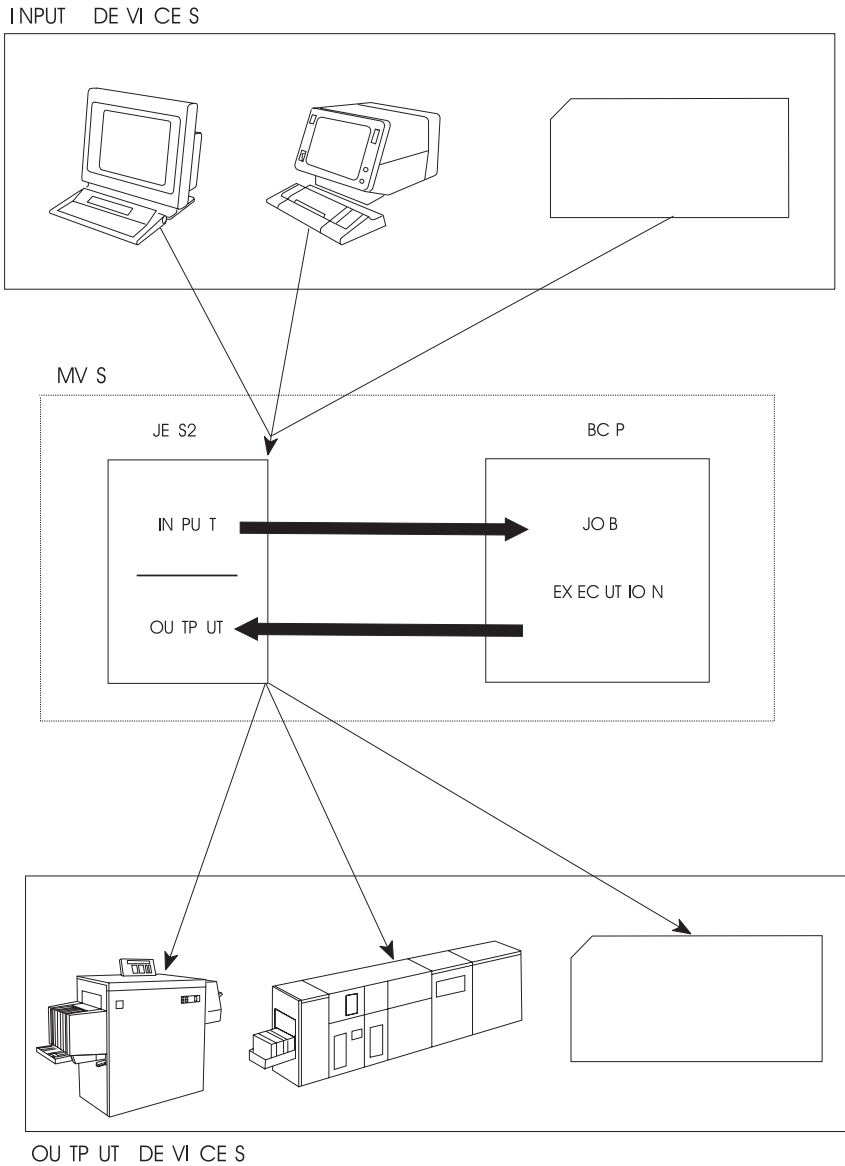 INPUT DEVICES
MVS
JES2
BCP
INPUT
JOB
EXECUTION
OUTPUT
OUTPUT DEVICES